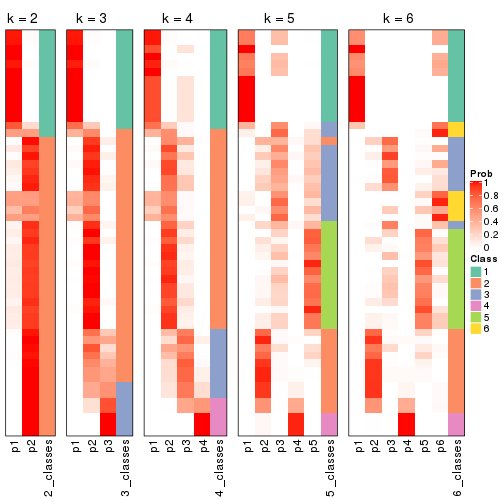 k = 2
k = 3
k = 4
k = 5
k = 6
Prob
1
0.8
0.6
0.4
0.2
0
Class
1
2
3
4
5
6
p1
p2
2_classes
p1
p2
p3
3_classes
p1
p2
p3
p4
4_classes
p1
p2
p3
p4
p5
5_classes
p1
p2
p3
p4
p5
p6
6_classes